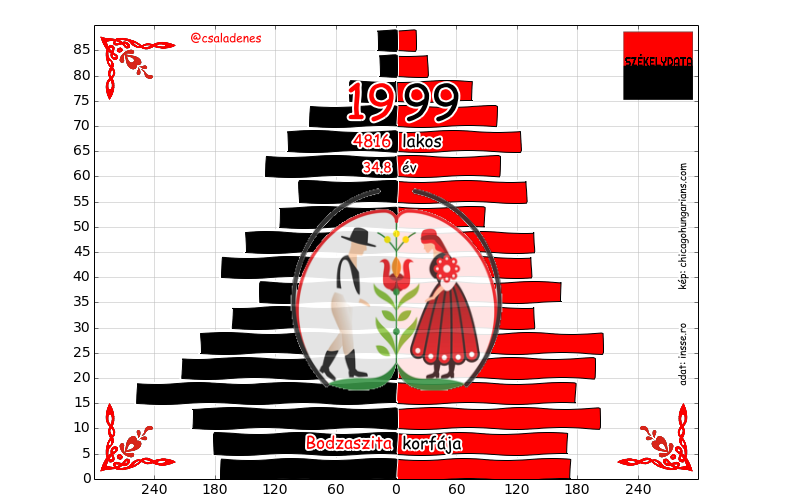 @csaladenes
SZÉKELYDATA
1999
4816 lakos
34.8 év
kép: chicagohungarians.com
adat: insse.ro
Bodzaszita korfája
85
80
75
70
65
60
55
50
45
40
35
30
25
20
15
10
5
0
240 180 120 60 0 60 120 180 240